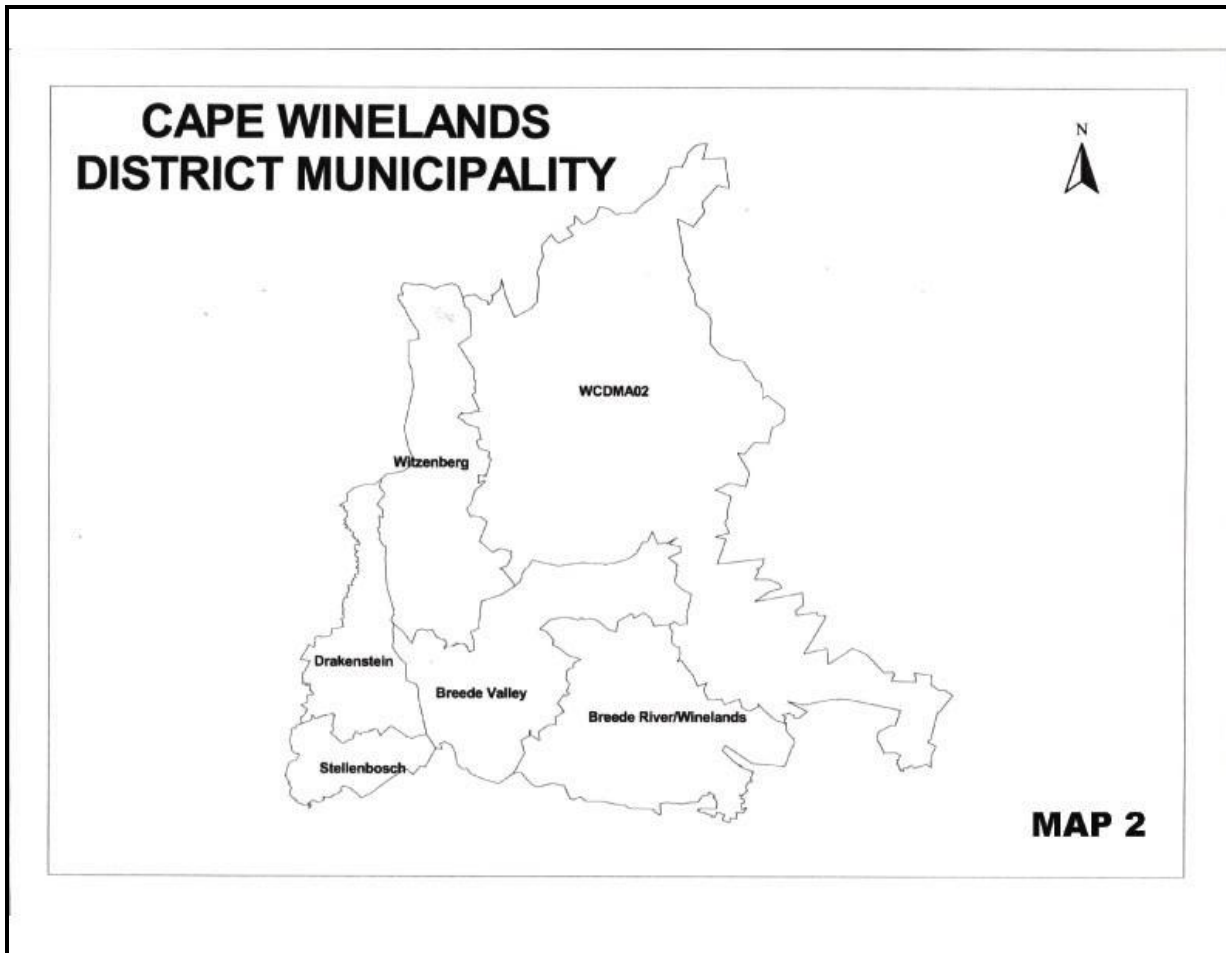 CAPE WINELANDS
DISTRICT MUNICIPALITY
N
WCDMA02
Witzenberg
Drakenstein
Breede Valley
Breede River/Winelands
Stellenbosch
MAP 2